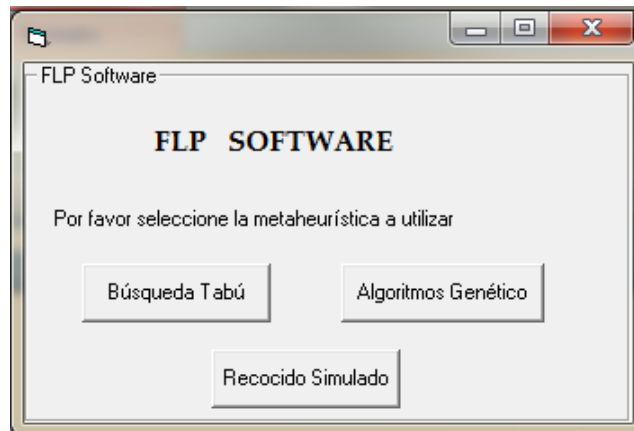 FLP Software
FLP SOFTWARE
Por favor seleccione la metaheurística a utilizar
Búsqueda Tabú
Algoritmos Genético
Recocido Simulado